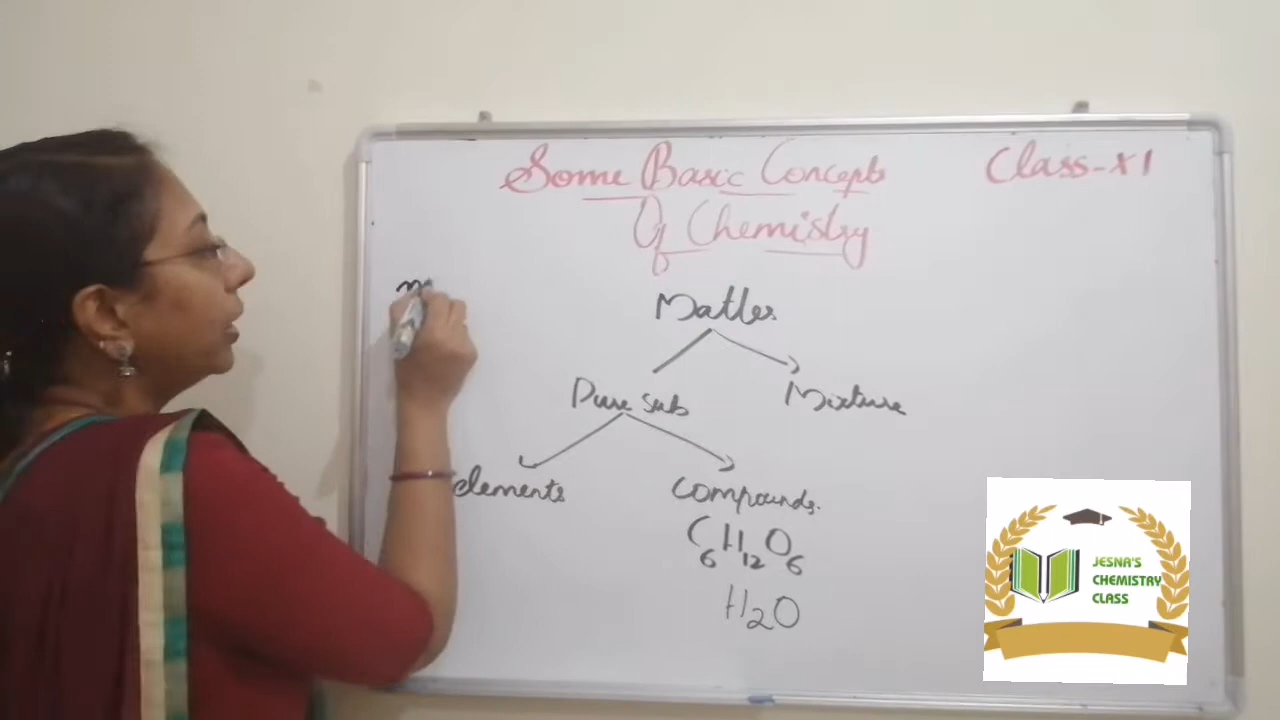 Some Basic Concepts
Class-XI
Of Chemistry
m
Matter
Pure sub
Mixture
elements
Compounds.
C6H12O6
H2O
JESNA'S
CHEMISTRY
CLASS